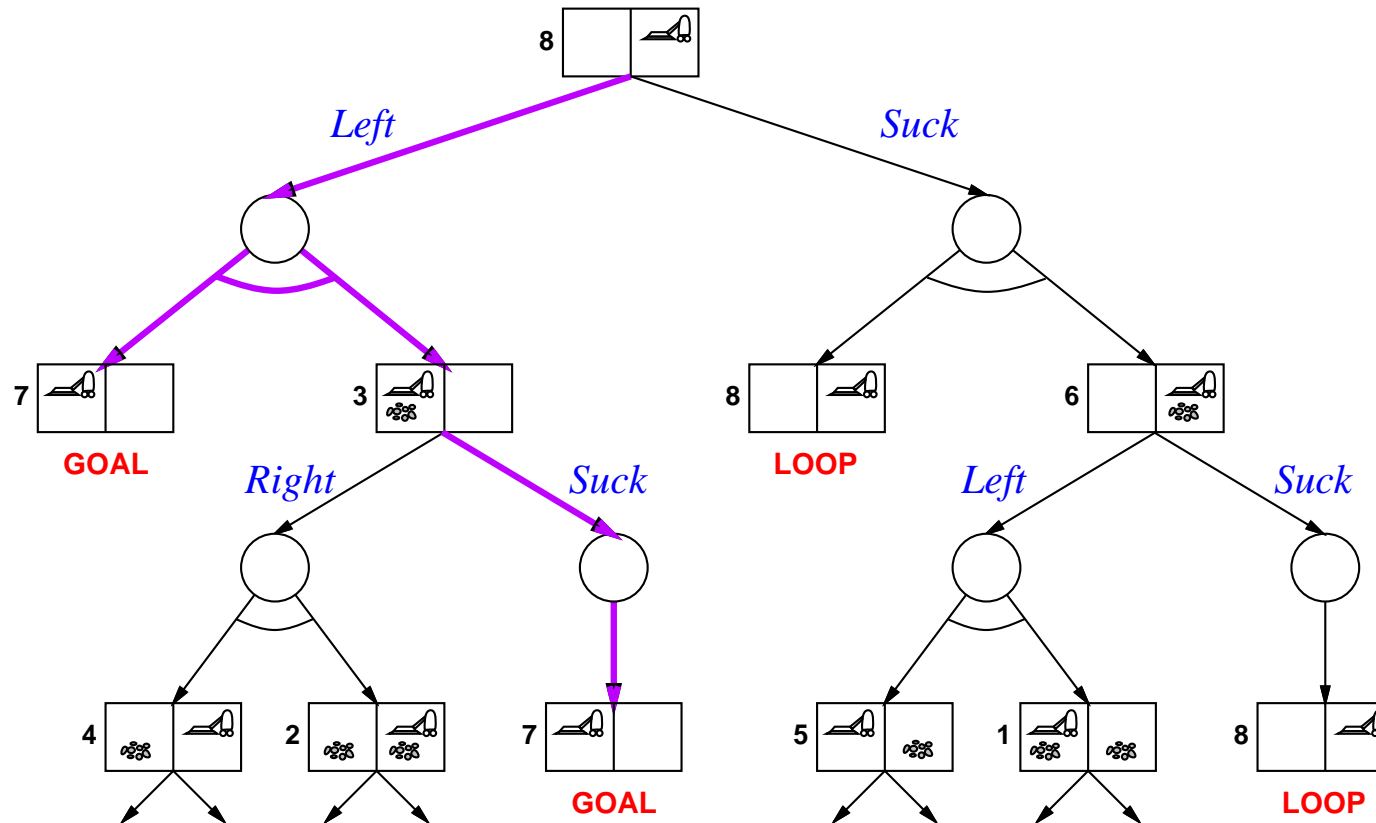 8
Left Suck
7 3 8 6
GOAL LOOP
Right Suck Left Suck
4 2 7 5 1 8
GOAL LOOP